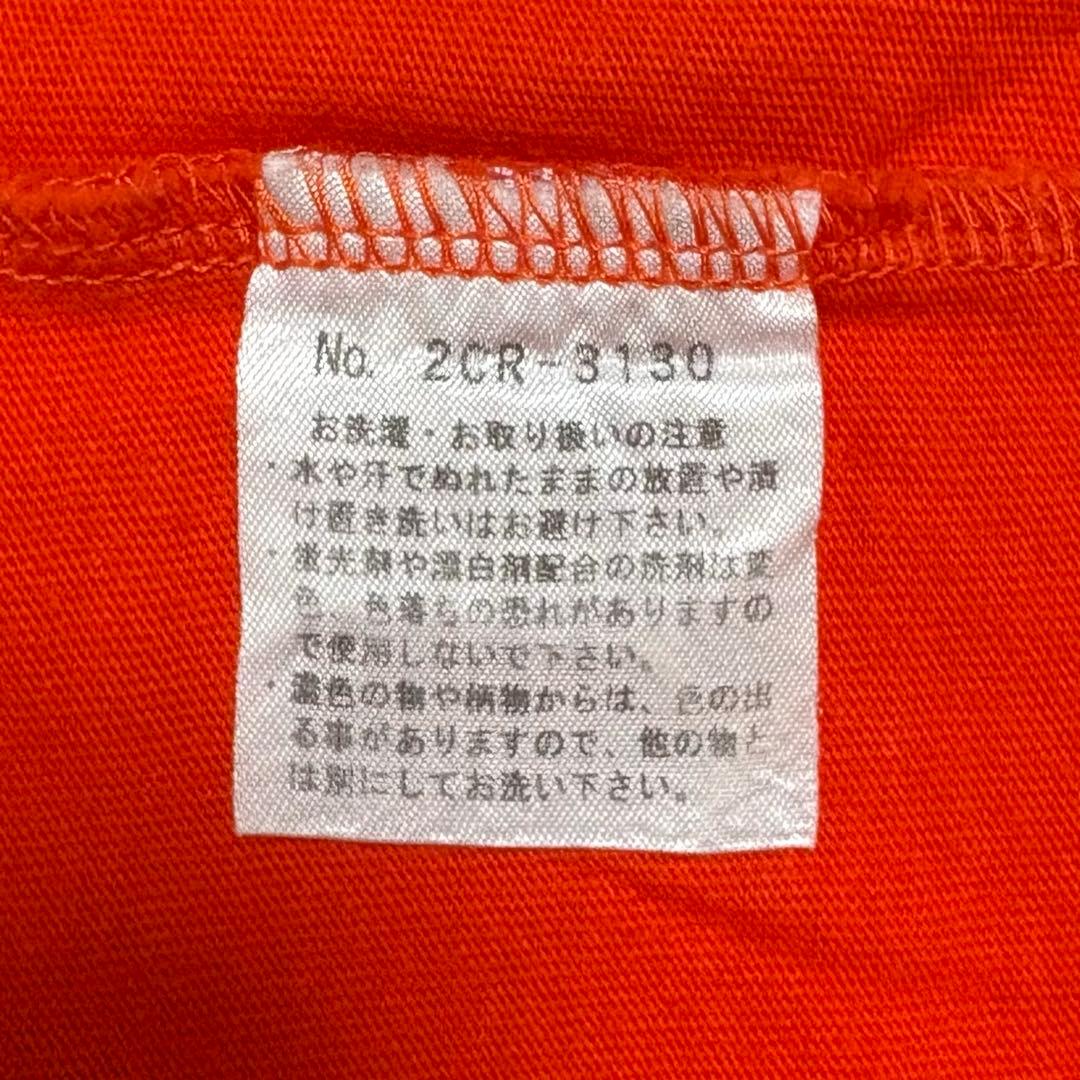 No. 2CR-3130
お洗濯・お取り扱いの注意
・水や汗でぬれたままの放置や漬
け置き洗いはお避け下さい。
・蛍光剤や漂白剤配合の洗剤は変
色、色落ちの恐れがありますの
で使用しないで下さい。
・濃色の物や柄物からは、色の出
る事がありますので、他の物と
は別にしてお洗い下さい。